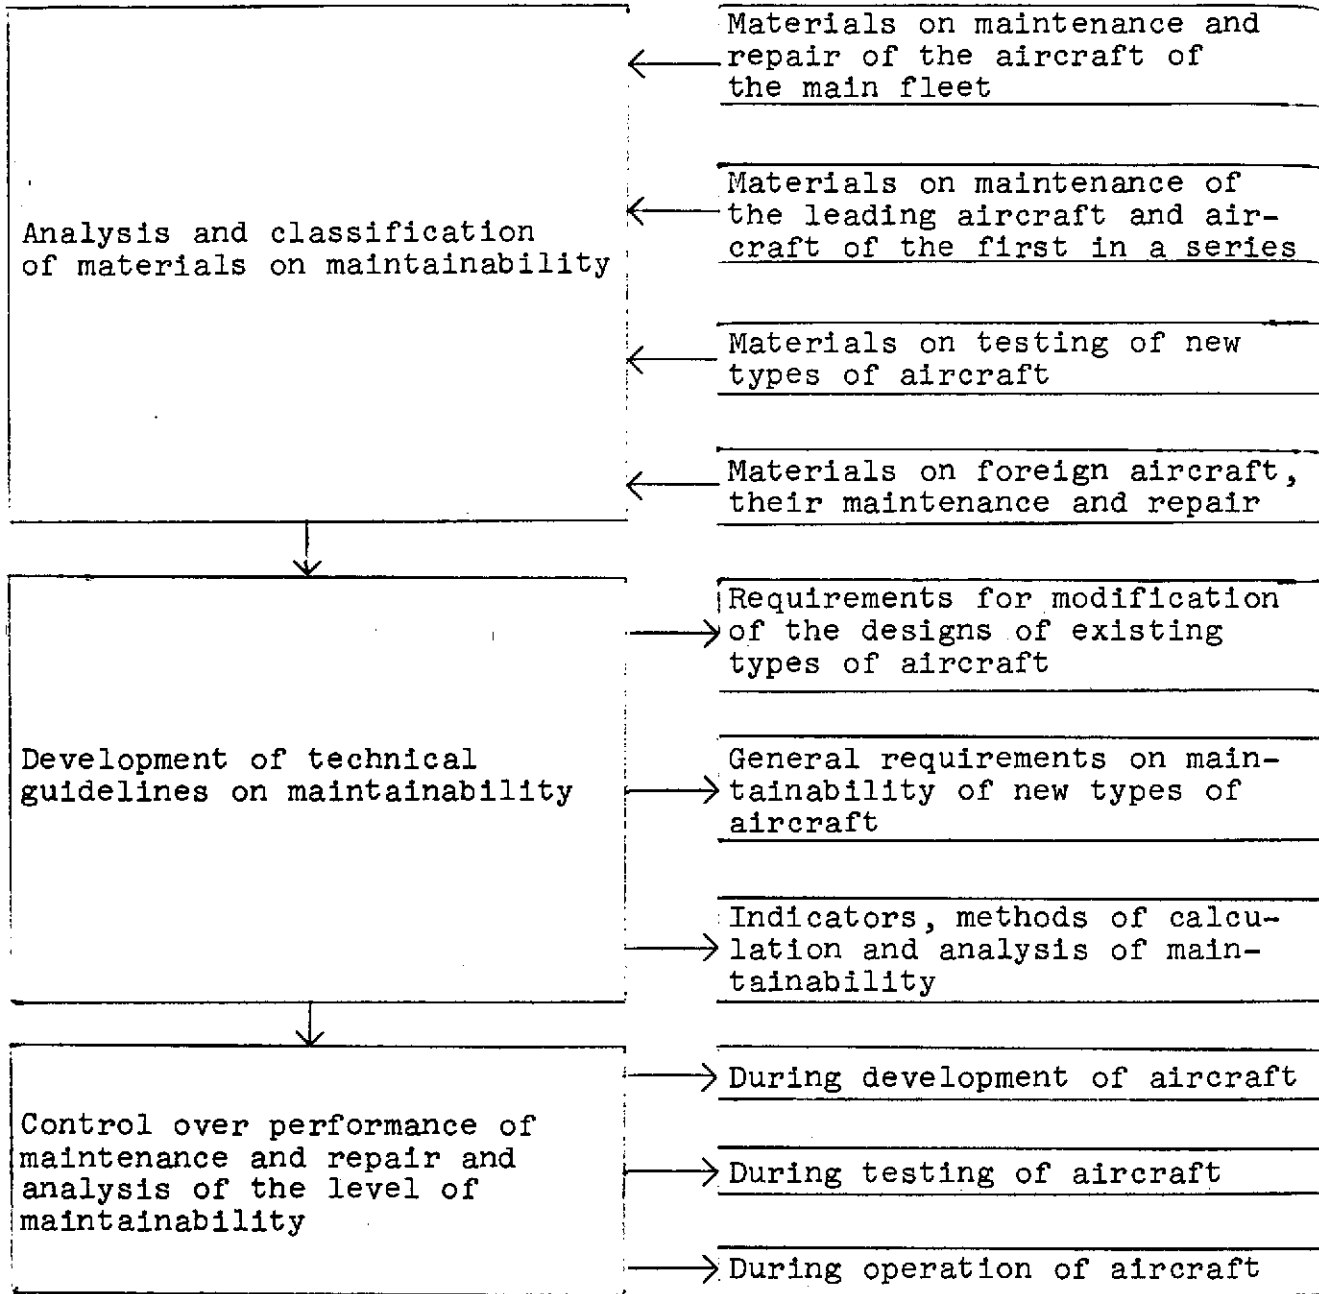 Materials on maintenance and
repair of the aircraft of
the main fleet
Materials on maintenance of
the leading aircraft and air-
craft of the first in a series
Analysis and classification
of materials on maintainability
Materials on testing of new
types of aircraft
Materials on foreign aircraft,
their maintenance and repair
Requirements for modification
of the designs of existing
types of aircraft
Development of technical
guidelines on maintainability
General requirements on main-
tainability of new types of
aircraft
Indicators, methods of calcu-
lation and analysis of main-
tainability
Control over performance of
maintenance and repair and
analysis of the level of
maintainability
During development of aircraft
During testing of aircraft
During operation of aircraft